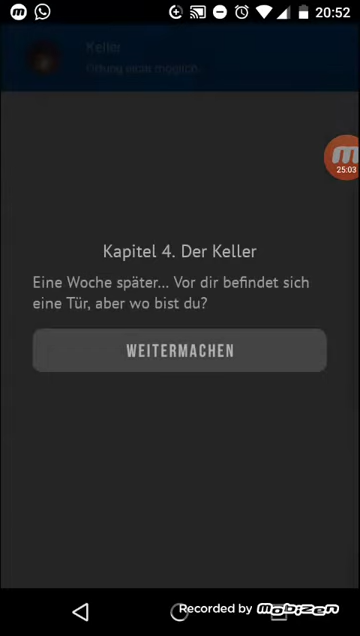 20:52
Keller
25:03
Kapitel 4. Der Keller
Eine Woche später... Vor dir befindet sich
eine Tür, aber wo bist du?
WEITERMACHEN
Recorded by mobizen